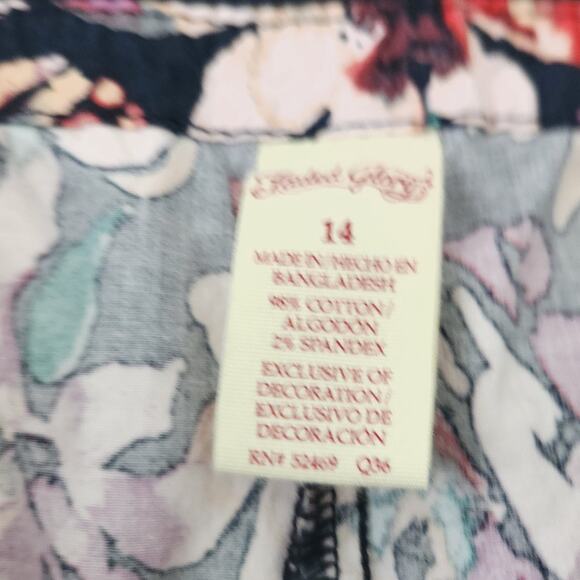 Faded Glory
14
MADE IN/HECHO EN
BANGLADESH
98% COTTON/
ALGODÓN
2% SPANDEX
EXCLUSIVE OF
DECORATION/
EXCLUSIVO DE
DECORACIÓN
RN# 52469 Q36